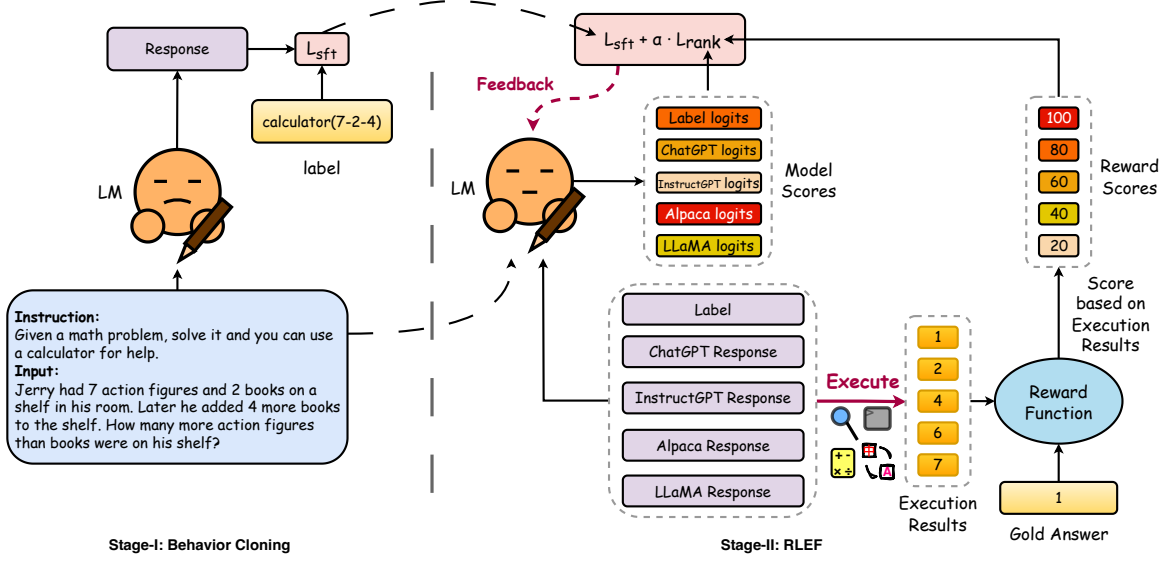 Response
L_sft
calculator(7-2-4)
label
LM
Instruction:
Given a math problem, solve it and you can use
a calculator for help.
Input:
Jerry had 7 action figures and 2 books on a
shelf in his room. Later he added 4 more books
to the shelf. How many more action figures
than books were on his shelf?
Stage-I: Behavior Cloning
L_sft + α · L_rank
Feedback
LM
Label logits
ChatGPT logits
InstructGPT logits
Alpaca logits
LLaMA logits
Model
Scores
100
80
60
40
20
Reward
Scores
Label
ChatGPT Response
InstructGPT Response
Alpaca Response
LLaMA Response
Execute
+ -
× ÷
A
1
2
4
6
7
Execution
Results
Score
based on
Execution
Results
Reward
Function
1
Gold Answer
Stage-II: RLEF